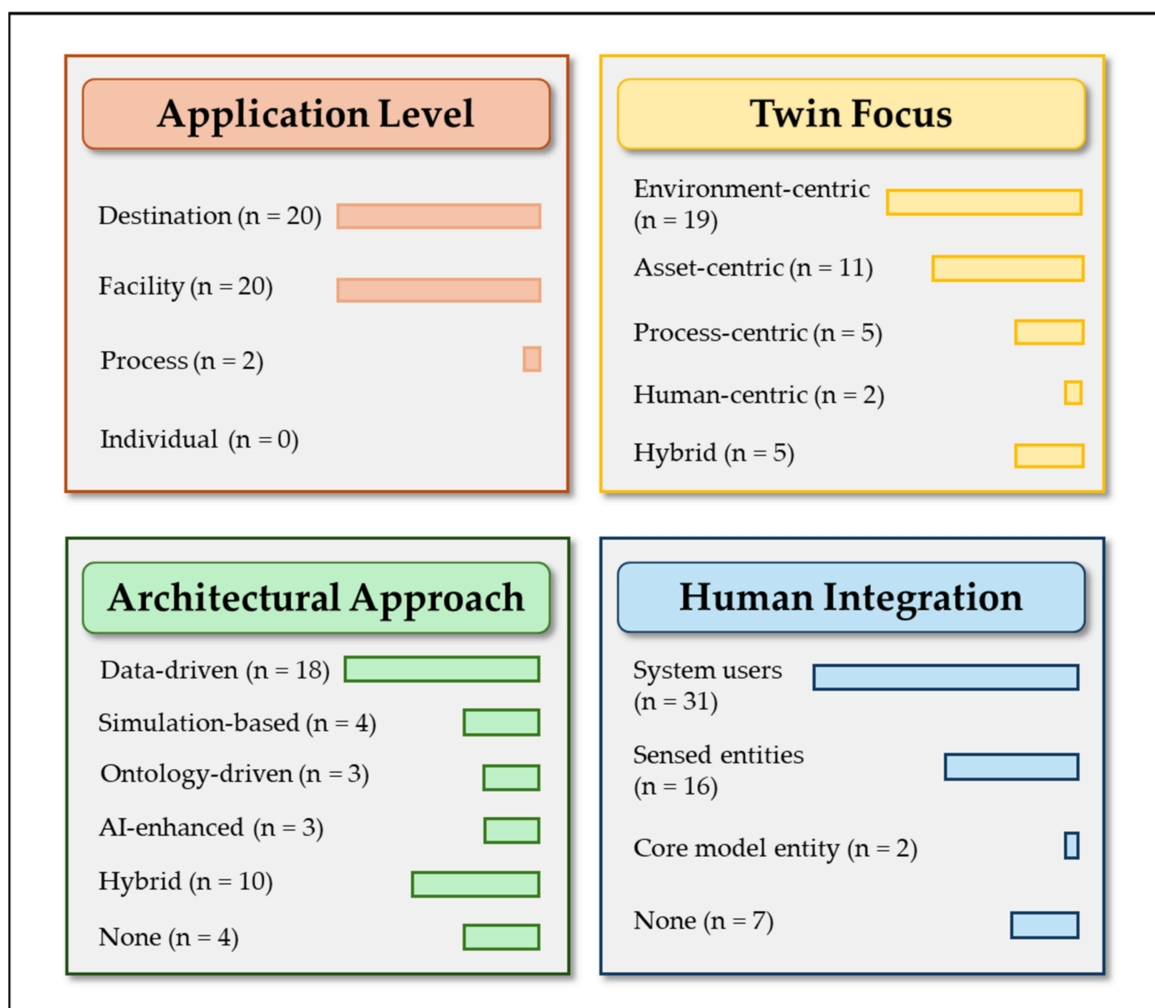 Application Level
Destination (n = 20)
Facility (n = 20)
Process (n = 2)
Individual (n = 0)
Twin Focus
Environment-centric
(n = 19)
Asset-centric (n = 11)
Process-centric (n = 5)
Human-centric (n = 2)
Hybrid (n = 5)
Architectural Approach
Data-driven (n = 18)
Simulation-based (n = 4)
Ontology-driven (n = 3)
AI-enhanced (n = 3)
Hybrid (n = 10)
None (n = 4)
Human Integration
System users
(n = 31)
Sensed entities
(n = 16)
Core model entity (n = 2)
None (n = 7)